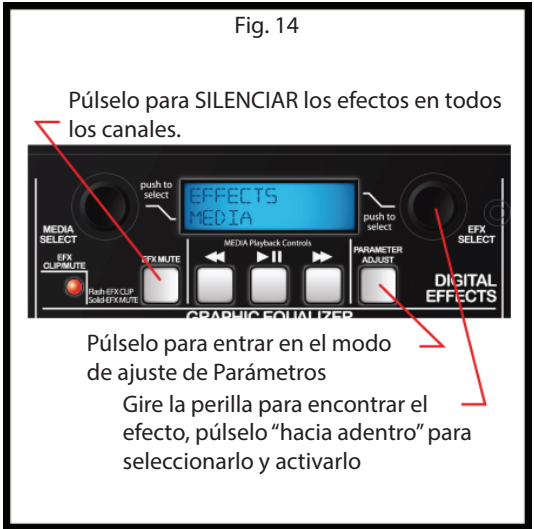 Fig. 14
Púlselo para SILENCIAR los efectos en todos
los canales.
push to
select
EFFECTS
MEDIA
push to
select
MEDIA
SELECT
EFX
SELECT
MEDIA Playback Controls
EFX
CLIP/MUTE
EFX MUTE
PARAMETER
ADJUST
Flash-EFX CLIP
Solid-EFX MUTE
DIGITAL
EFFECTS
GRAPHIC EQUALIZER
Púlselo para entrar en el modo
de ajuste de Parámetros
Gire la perilla para encontrar el
efecto, púlselo “hacia adentro” para
seleccionarlo y activarlo